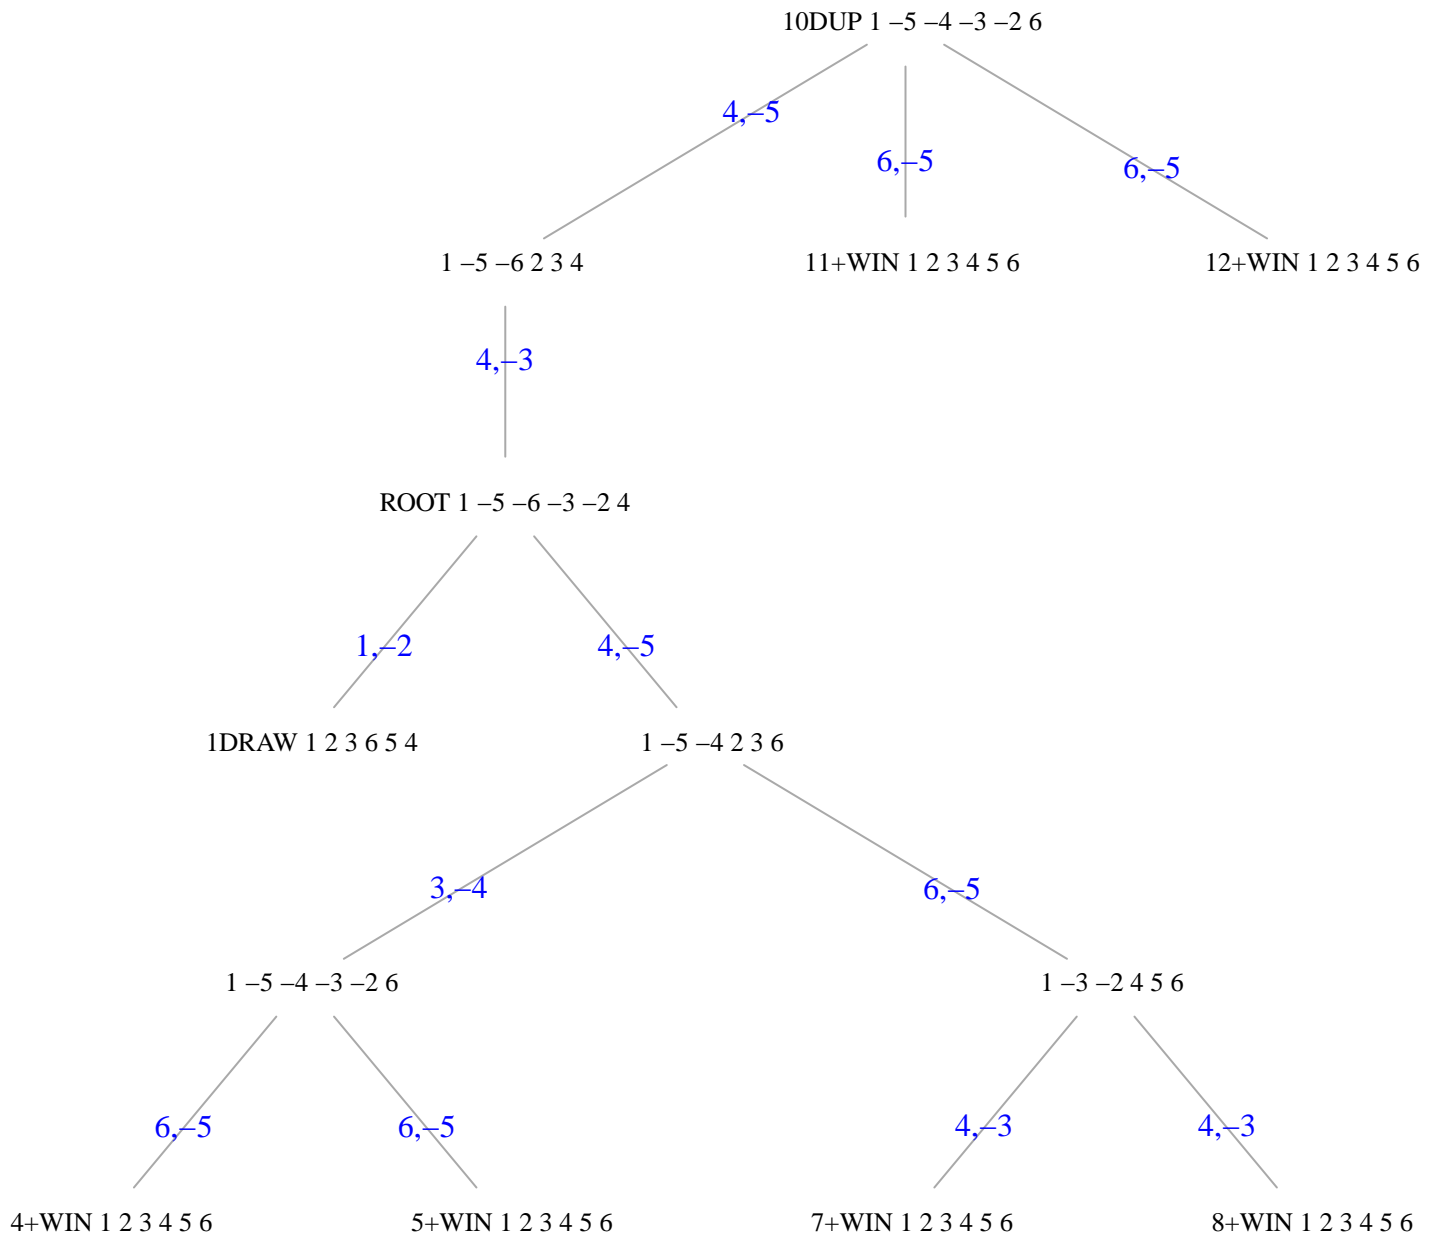 10DUP 1 –5 –4 –3 –2 6
4,–5
6,–5
6,–5
1 –5 –6 2 3 4
11+WIN 1 2 3 4 5 6
12+WIN 1 2 3 4 5 6
4,–3
ROOT 1 –5 –6 –3 –2 4
1,–2
4,–5
1DRAW 1 2 3 6 5 4
1 –5 –4 2 3 6
3,–4
6,–5
1 –5 –4 –3 –2 6
1 –3 –2 4 5 6
6,–5
6,–5
4,–3
4,–3
4+WIN 1 2 3 4 5 6
5+WIN 1 2 3 4 5 6
7+WIN 1 2 3 4 5 6
8+WIN 1 2 3 4 5 6